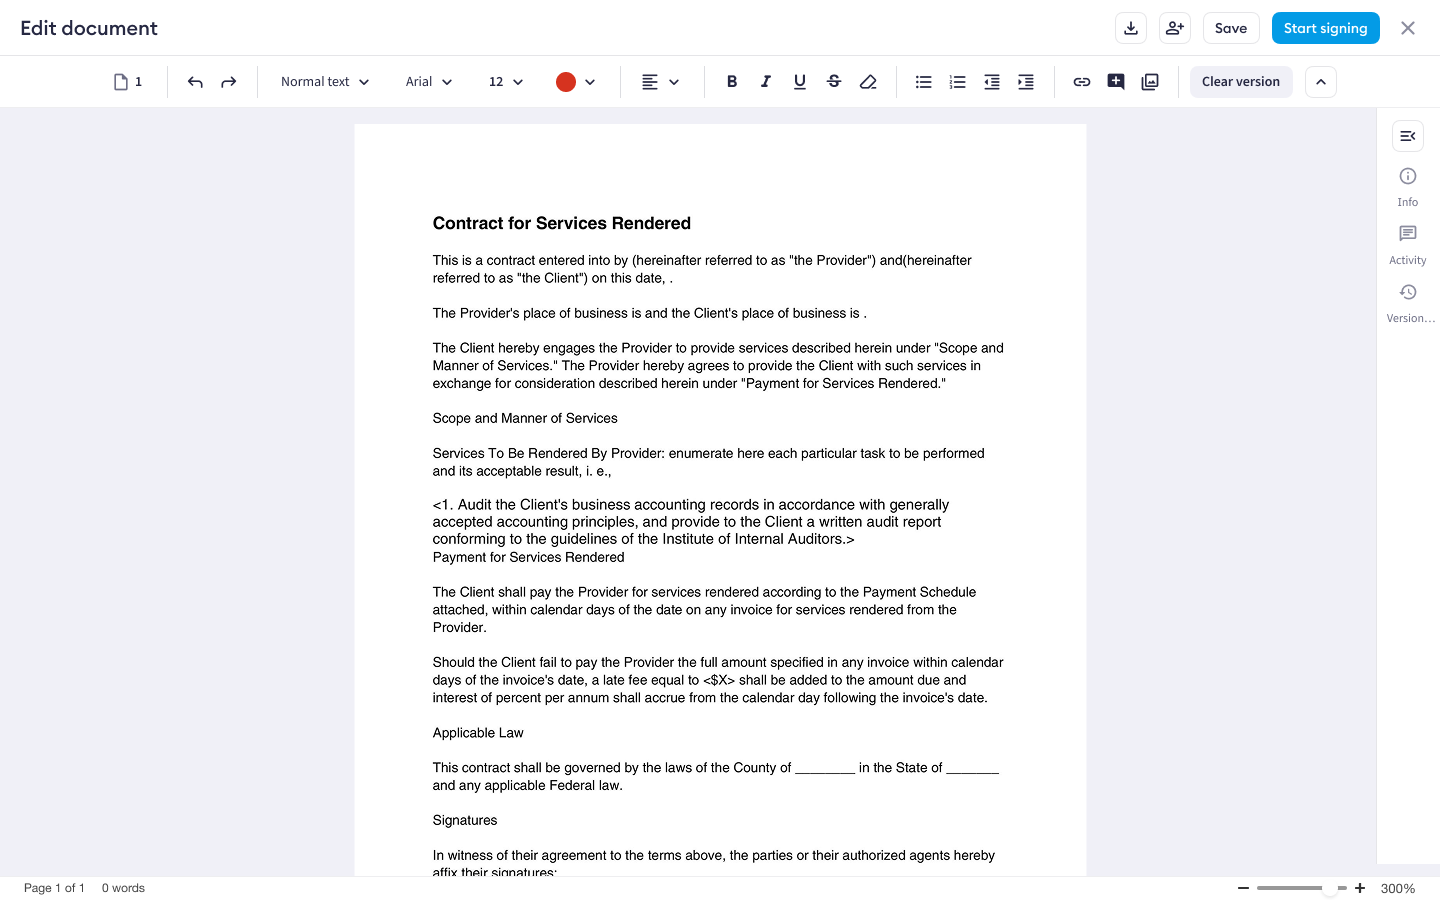 Edit document
Save
Start signing
1
Normal text
Arial
12
B
I
U
S
Clear version
Info
Activity
Version...
Contract for Services Rendered
This is a contract entered into by (hereinafter referred to as "the Provider") and(hereinafter
referred to as "the Client") on this date, .
The Provider's place of business is and the Client's place of business is .
The Client hereby engages the Provider to provide services described herein under "Scope and
Manner of Services." The Provider hereby agrees to provide the Client with such services in
exchange for consideration described herein under "Payment for Services Rendered."
Scope and Manner of Services
Services To Be Rendered By Provider: enumerate here each particular task to be performed
and its acceptable result, i. e.,
<1. Audit the Client's business accounting records in accordance with generally
accepted accounting principles, and provide to the Client a written audit report
conforming to the guidelines of the Institute of Internal Auditors.>
Payment for Services Rendered
The Client shall pay the Provider for services rendered according to the Payment Schedule
attached, within calendar days of the date on any invoice for services rendered from the
Provider.
Should the Client fail to pay the Provider the full amount specified in any invoice within calendar
days of the invoice's date, a late fee equal to <$X> shall be added to the amount due and
interest of percent per annum shall accrue from the calendar day following the invoice's date.
Applicable Law
This contract shall be governed by the laws of the County of ________ in the State of _______
and any applicable Federal law.
Signatures
In witness of their agreement to the terms above, the parties or their authorized agents hereby
affix their signatures:
Page 1 of 1 0 words
300%